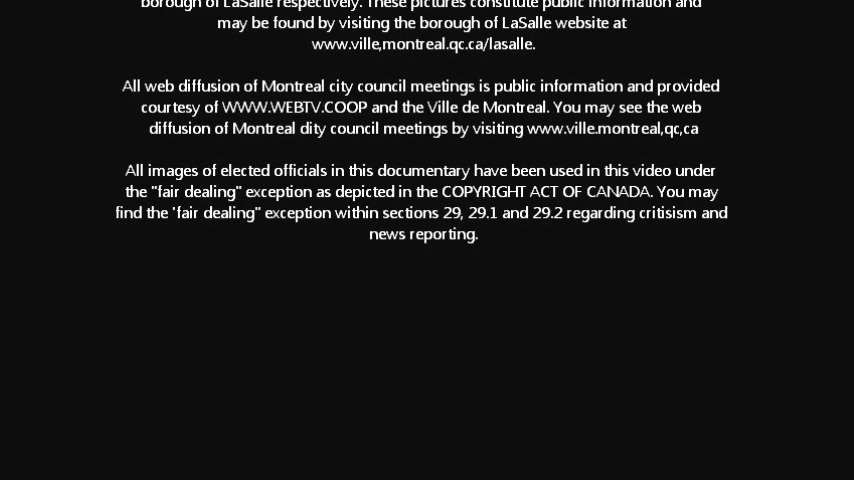 borough of LaSalle respectively. These pictures constitute public information and
may be found by visiting the borough of LaSalle website at
www.ville,montreal.qc.ca/lasalle.
All web diffusion of Montreal city council meetings is public information and provided
courtesy of WWW.WEBTV.COOP and the Ville de Montreal. You may see the web
diffusion of Montreal dity council meetings by visiting www.ville.montreal,qc,ca
All images of elected officials in this documentary have been used in this video under
the "fair dealing" exception as depicted in the COPYRIGHT ACT OF CANADA. You may
find the 'fair dealing" exception within sections 29, 29.1 and 29.2 regarding critisism and
news reporting.